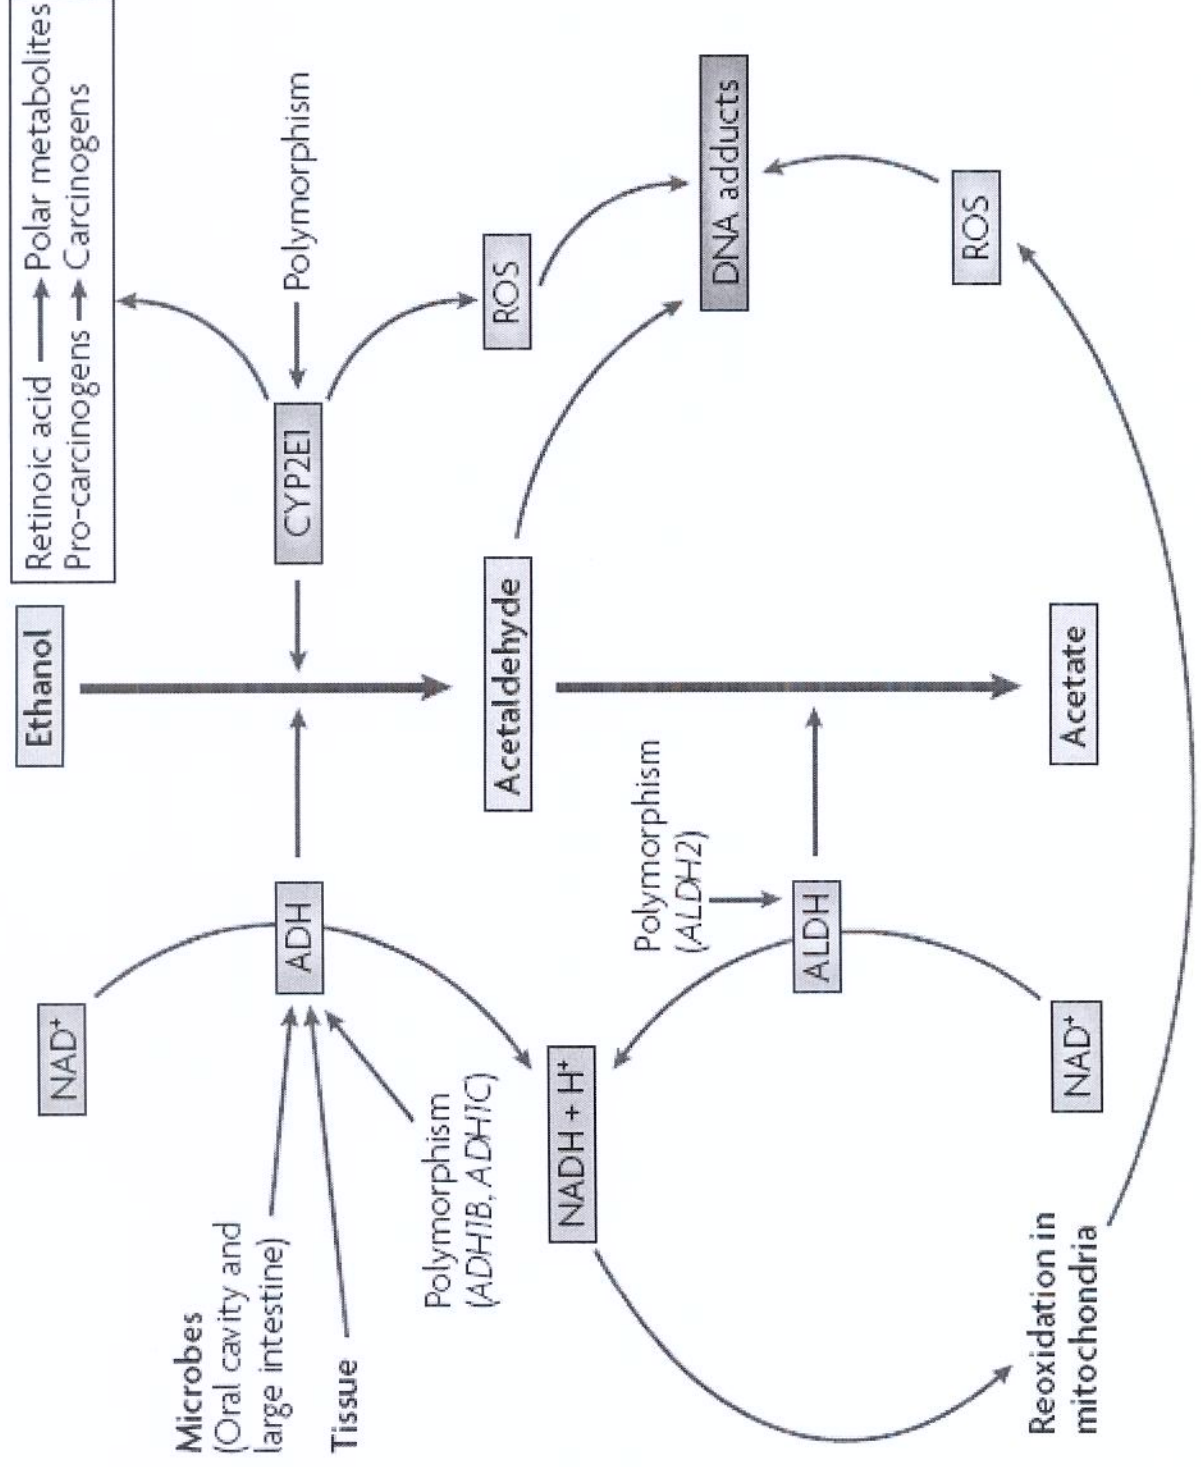 Ethanol
Retinoic acid → Polar metabolites
Pro-carcinogens → Carcinogens
NAD⁺
Microbes
(Oral cavity and
large intestine)
Tissue
ADH
CYP2E1
Polymorphism
Polymorphism
(ADH1B, ADH1C)
Acetaldehyde
ROS
NADH + H⁺
Polymorphism
(ALDH2)
DNA adducts
ALDH
ROS
NAD⁺
Acetate
Reoxidation in
mitochondria